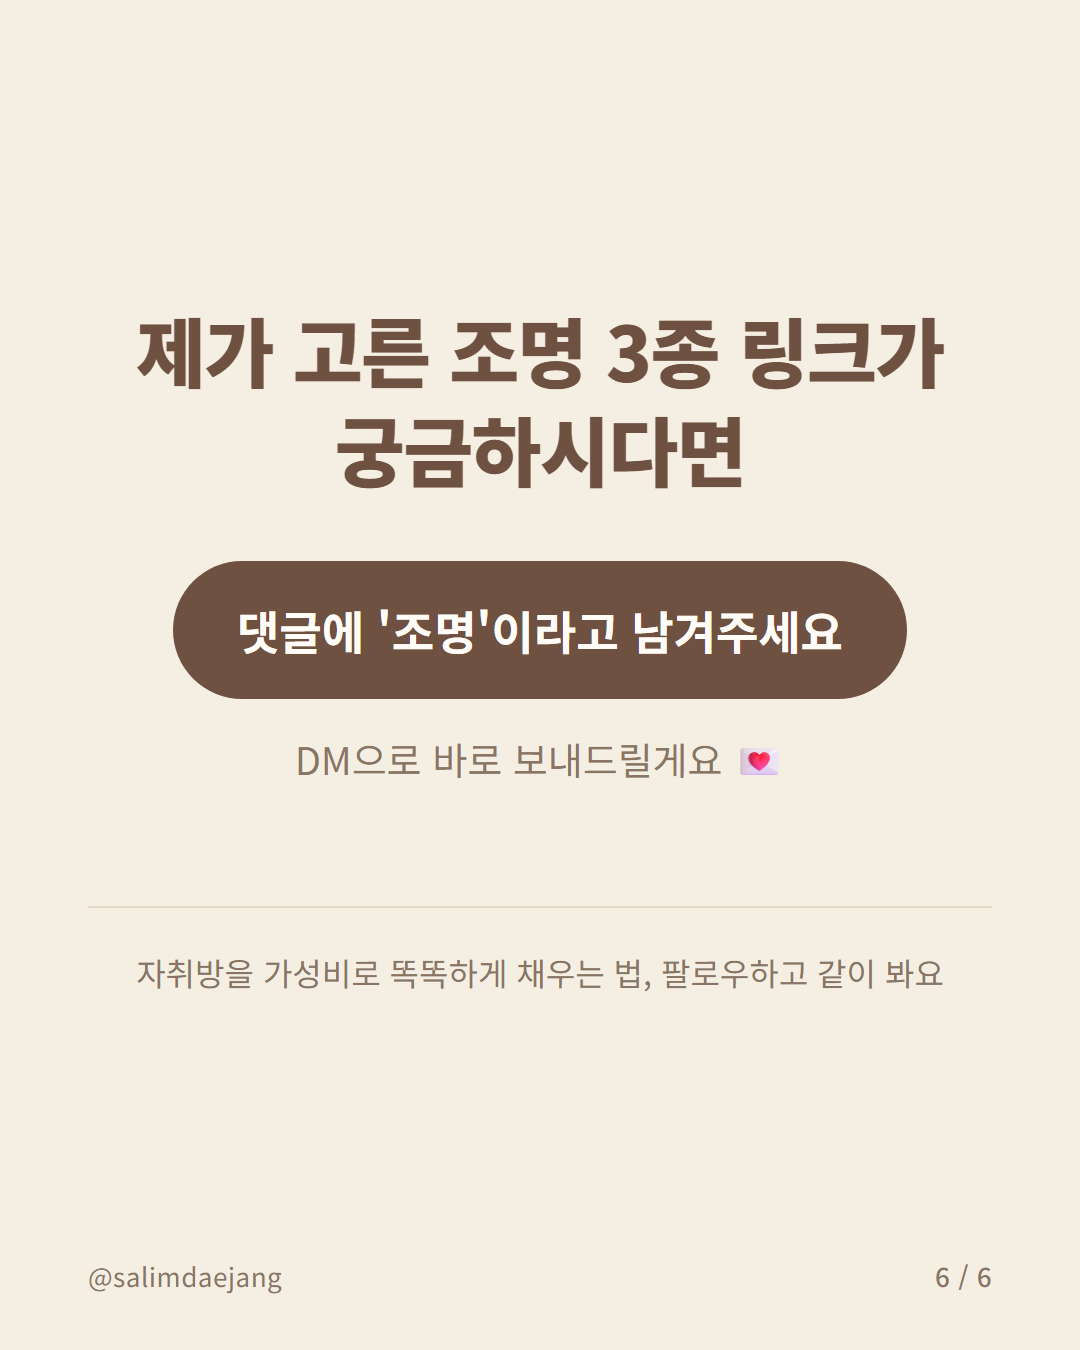 제가 고른 조명 3종 링크가
궁금하시다면
댓글에 '조명'이라고 남겨주세요
DM으로 바로 보내드릴게요 💌
자취방을 가성비로 똑똑하게 채우는 법, 팔로우하고 같이 봐요
@salimdaejang
6 / 6